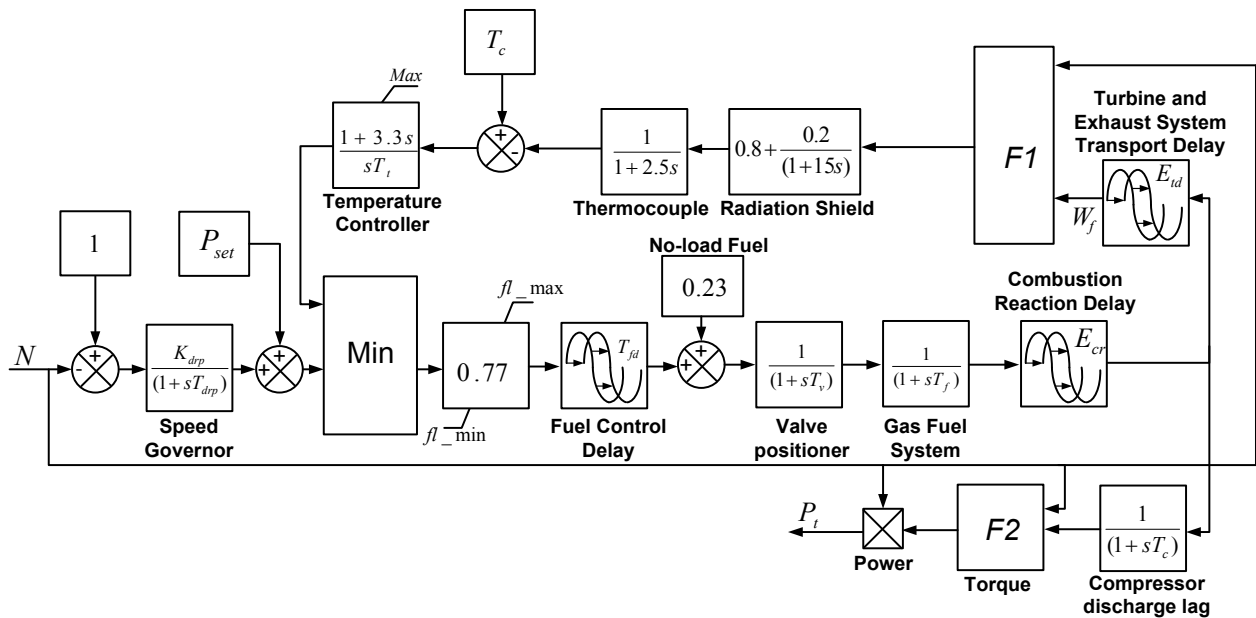 T_c
Max
1 + 3.3s
sT_t
+
-
1
1+2.5s
0.8+
0.2
(1+15s)
F1
Turbine and
Exhaust System
Transport Delay
E_td
W_f
Temperature
Controller
Thermocouple
Radiation Shield
1
P_set
No-load Fuel
0.23
fl_max
Combustion
Reaction Delay
N
+
-
K_drp
(1+sT_drp)
+
+
Min
0.77
T_fd
+
+
1
(1+sT_v)
1
(1+sT_f)
E_cr
fl_min
Speed
Governor
Fuel Control
Delay
Valve
positioner
Gas Fuel
System
P_t
F2
1
(1+sT_c)
Power
Torque
Compressor
discharge lag